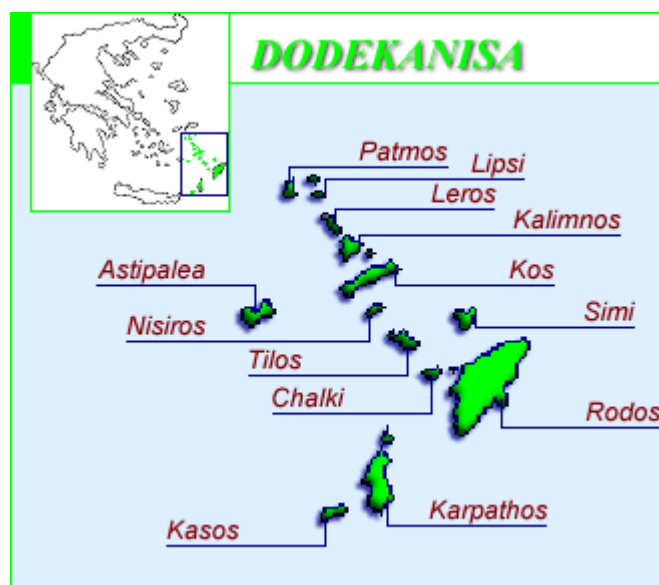 DODEKANISA
Patmos
Lipsi
Leros
Kalimnos
Astipalea
Kos
Nisiros
Simi
Tilos
Chalki
Rodos
Karpathos
Kasos